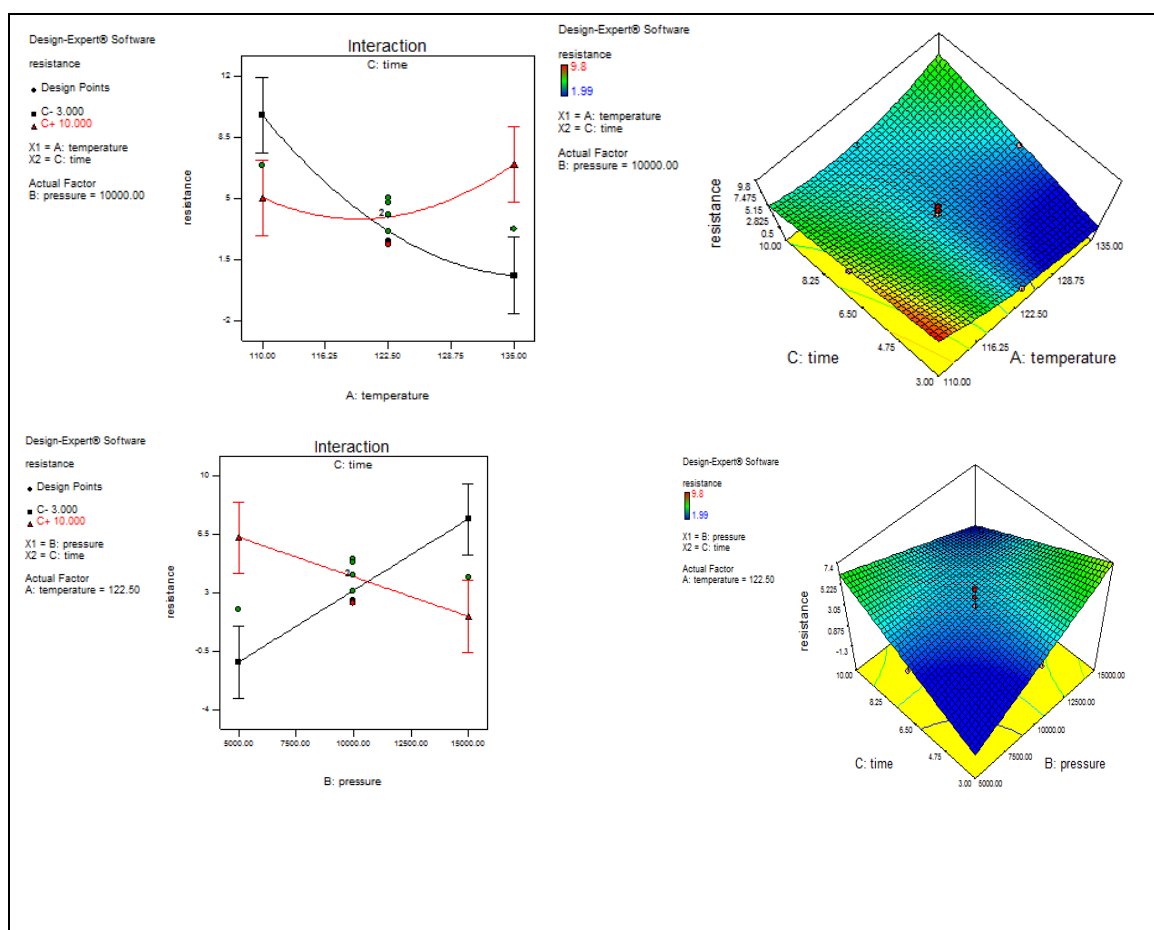 Design-Expert® Software
resistance
Design Points
C- 3.000
C+ 10.000
X1 = A: temperature
X2 = C: time
Actual Factor
B: pressure = 10000.00
Interaction
C: time
resistance
12
8.5
5
1.5
-2
2
110.00 116.25 122.50 128.75 135.00
A: temperature
Design-Expert® Software
resistance
9.8
1.99
X1 = A: temperature
X2 = C: time
Actual Factor
B: pressure = 10000.00
resistance
9.8
7.475
5.15
2.825
0.5
10.00
8.25
6.50
4.75
3.00
110.00
116.25
122.50
128.75
135.00
C: time
A: temperature
Design-Expert® Software
resistance
Design Points
C- 3.000
C+ 10.000
X1 = B: pressure
X2 = C: time
Actual Factor
A: temperature = 122.50
Interaction
C: time
resistance
10
6.5
3
-0.5
-4
2
5000.00 7500.00 10000.00 12500.00 15000.00
B: pressure
Design-Expert® Software
resistance
9.8
1.99
X1 = B: pressure
X2 = C: time
Actual Factor
A: temperature = 122.50
resistance
7.4
5.225
3.05
0.875
-1.3
10.00
8.25
6.50
4.75
3.00
5000.00
7500.00
10000.00
12500.00
15000.00
C: time
B: pressure